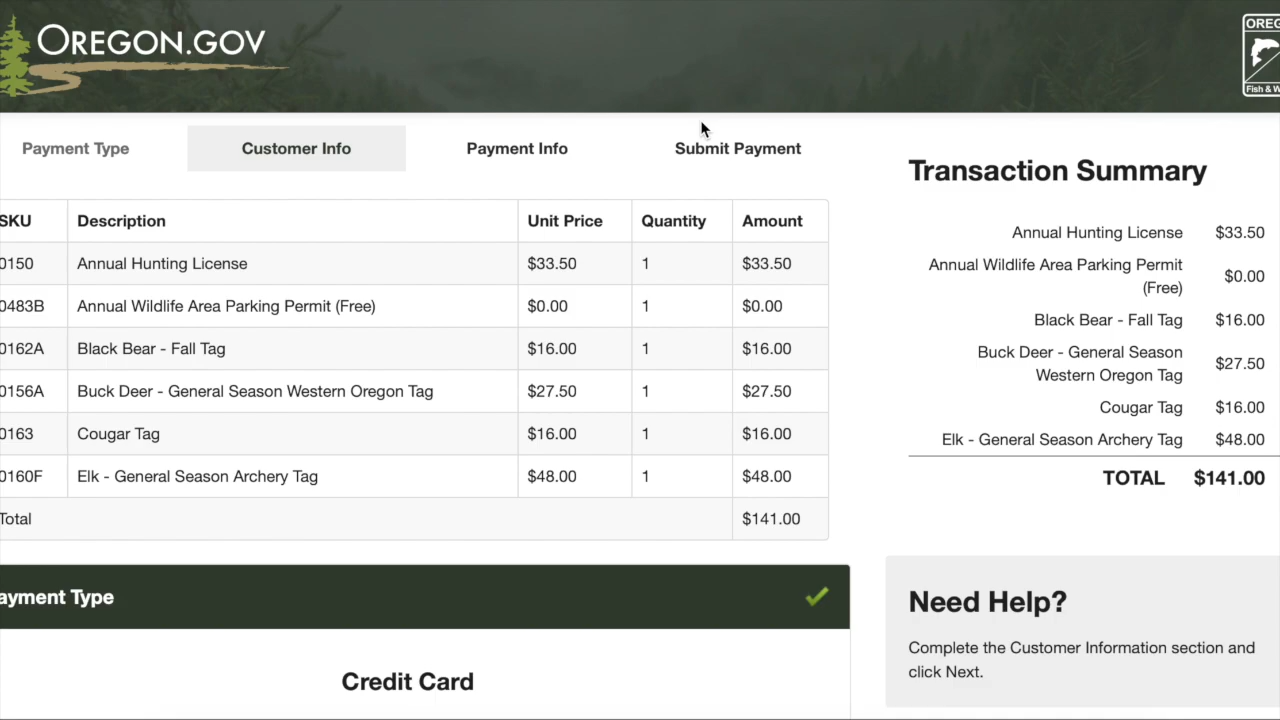 OREGON.GOV
OREG
Fish & W
Payment Type Customer Info Payment Info Submit Payment
SKU Description Unit Price Quantity Amount
0150 Annual Hunting License $33.50 1 $33.50
0483B Annual Wildlife Area Parking Permit (Free) $0.00 1 $0.00
0162A Black Bear - Fall Tag $16.00 1 $16.00
0156A Buck Deer - General Season Western Oregon Tag $27.50 1 $27.50
0163 Cougar Tag $16.00 1 $16.00
0160F Elk - General Season Archery Tag $48.00 1 $48.00
Total $141.00
ayment Type
Credit Card
Transaction Summary
Annual Hunting License $33.50
Annual Wildlife Area Parking Permit
(Free) $0.00
Black Bear - Fall Tag $16.00
Buck Deer - General Season
Western Oregon Tag $27.50
Cougar Tag $16.00
Elk - General Season Archery Tag $48.00
TOTAL $141.00
Need Help?
Complete the Customer Information section and
click Next.